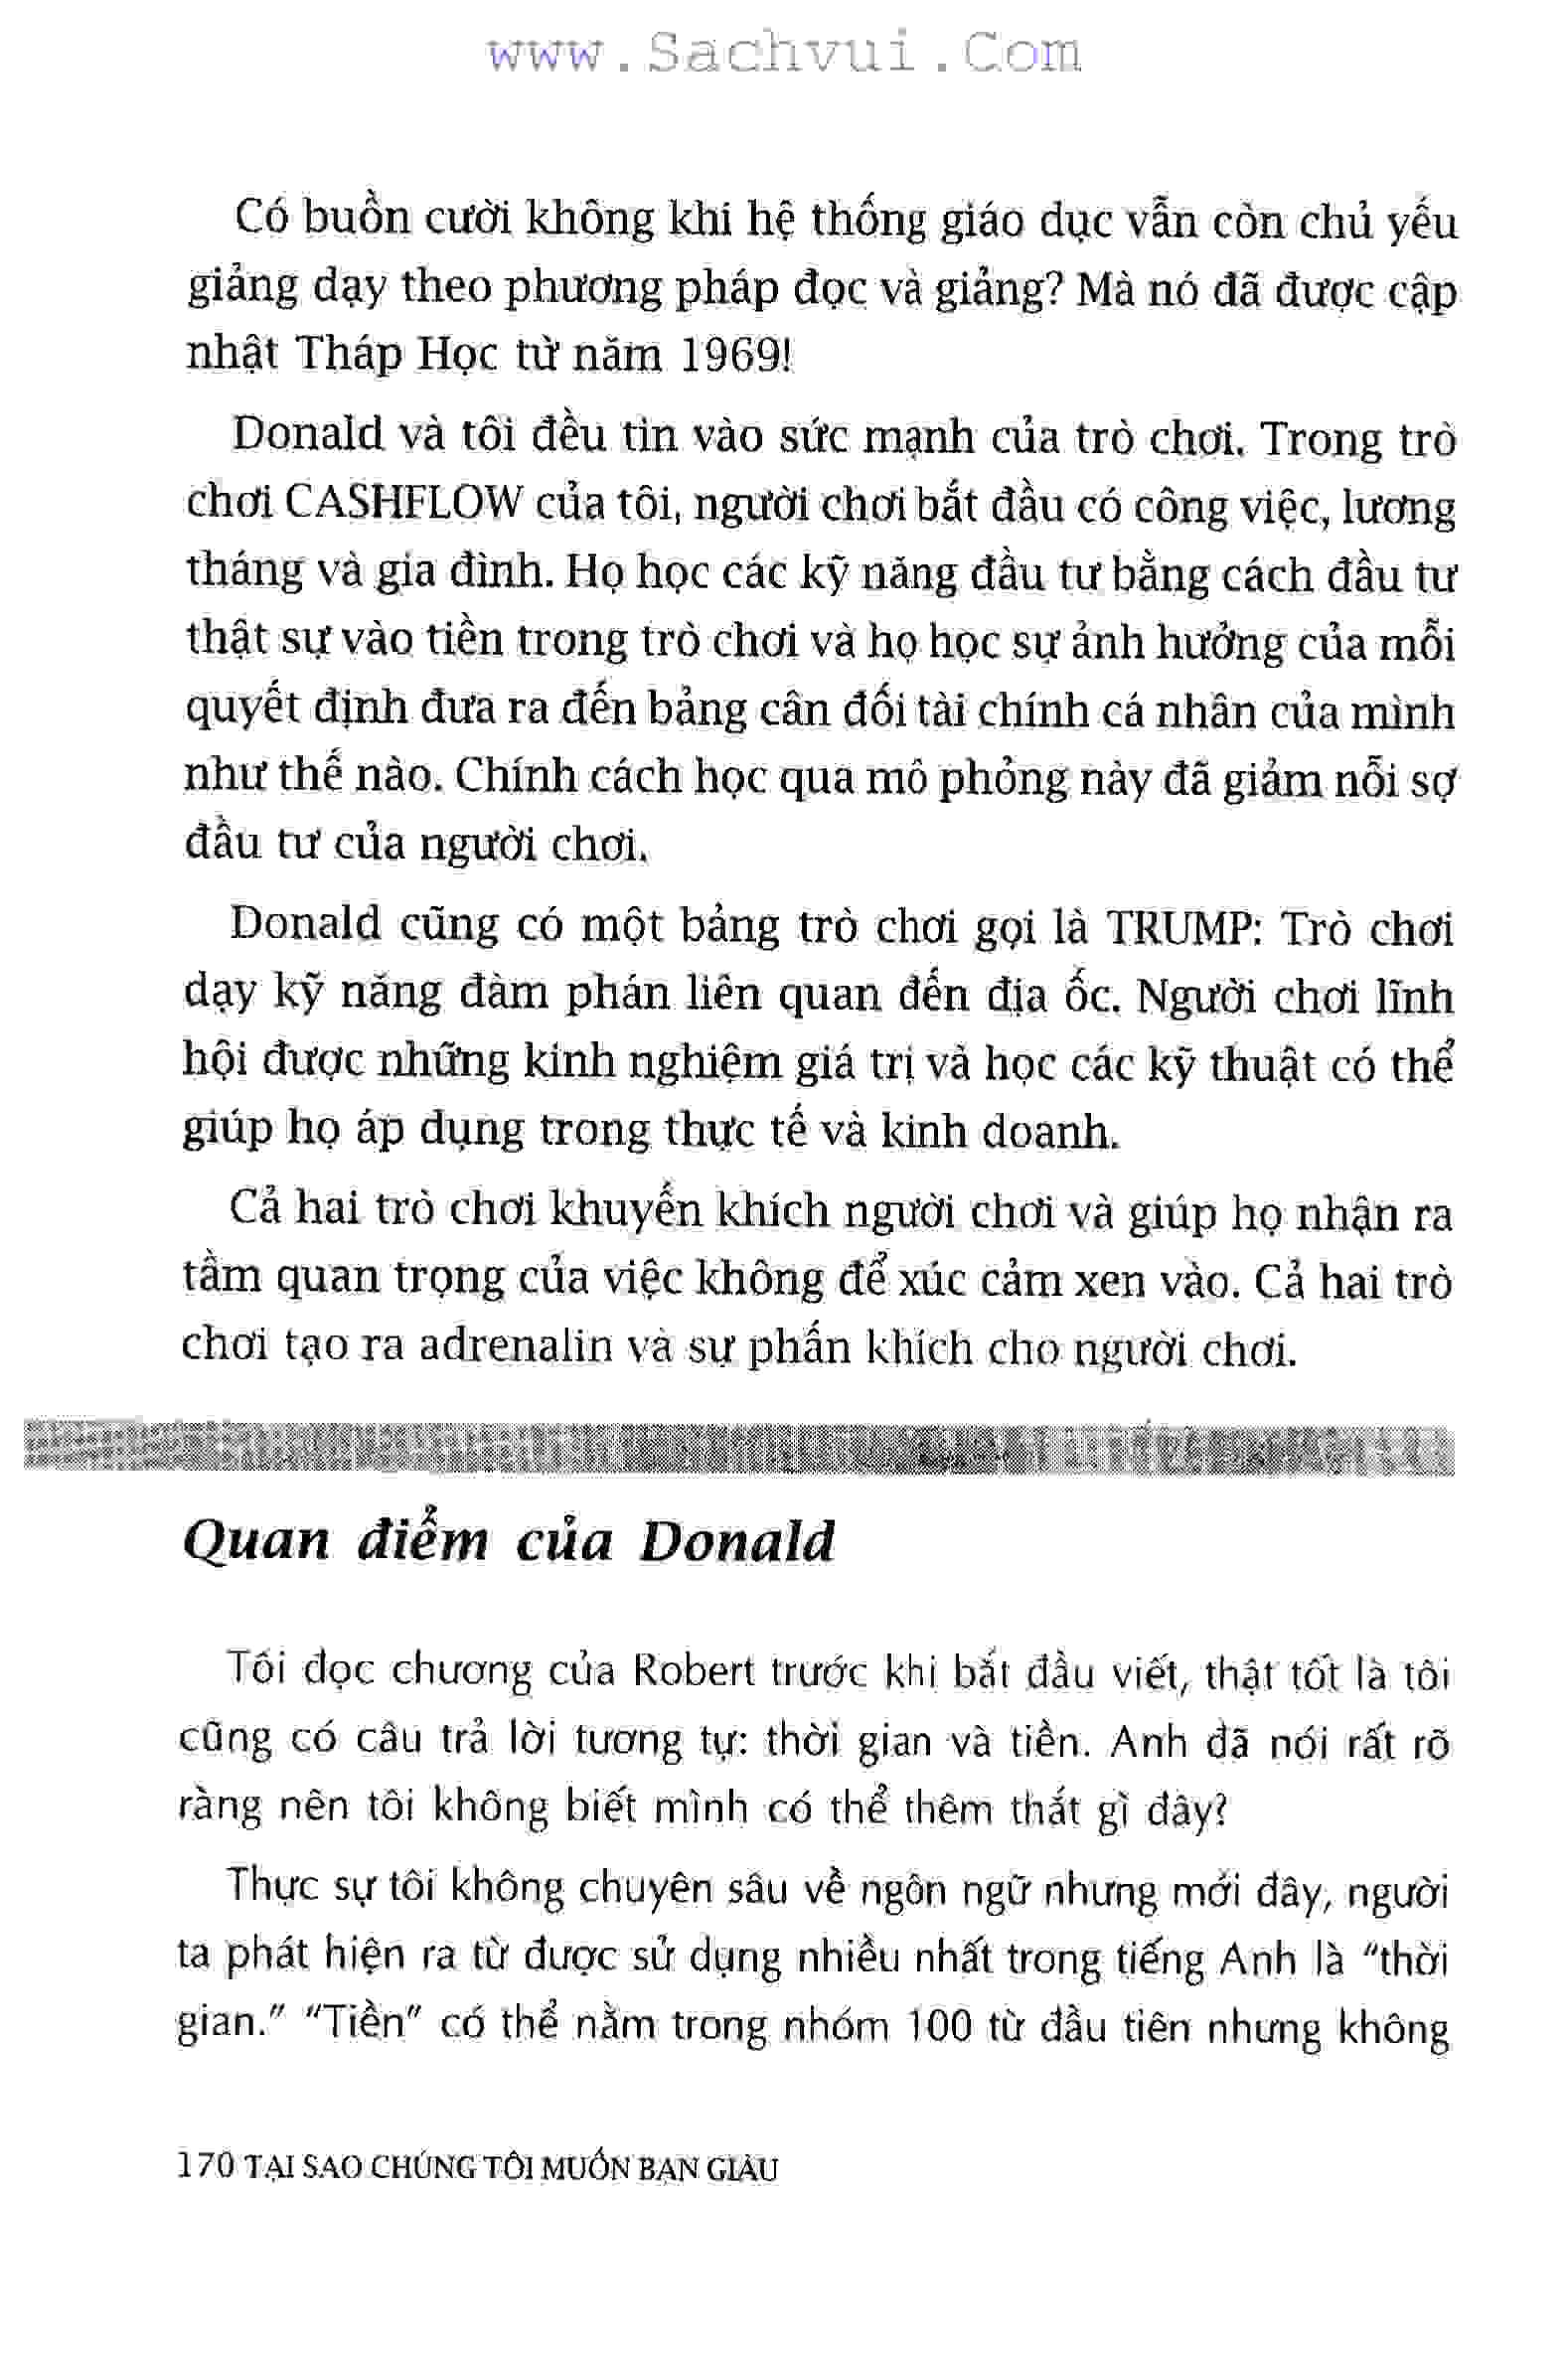 www.Sachvui.Com
Có buồn cười không khi hệ thống giáo dục vẫn còn chủ yếu
giảng dạy theo phương pháp đọc và giảng? Mà nó đã được cập
nhật Tháp Học từ năm 1969!
Donald và tôi đều tin vào sức mạnh của trò chơi. Trong trò
chơi CASHFLOW của tôi, người chơi bắt đầu có công việc, lương
tháng và gia đình. Họ học các kỹ năng đầu tư bằng cách đầu tư
thật sự vào tiền trong trò chơi và họ học sự ảnh hưởng của mỗi
quyết định đưa ra đến bảng cân đối tài chính cá nhân của mình
như thế nào. Chính cách học qua mô phỏng này đã giảm nỗi sợ
đầu tư của người chơi.
Donald cũng có một bảng trò chơi gọi là TRUMP: Trò chơi
dạy kỹ năng đàm phán liên quan đến địa ốc. Người chơi lĩnh
hội được những kinh nghiệm giá trị và học các kỹ thuật có thể
giúp họ áp dụng trong thực tế và kinh doanh.
Cả hai trò chơi khuyến khích người chơi và giúp họ nhận ra
tầm quan trọng của việc không để xúc cảm xen vào. Cả hai trò
chơi tạo ra adrenalin và sự phấn khích cho người chơi.
Quan điểm của Donald
Tôi đọc chương của Robert trước khi bắt đầu viết, thật tốt là tôi
cũng có câu trả lời tương tự: thời gian và tiền. Anh đã nói rất rõ
ràng nên tôi không biết mình có thể thêm thắt gì đây?
Thực sự tôi không chuyên sâu về ngôn ngữ nhưng mới đây, người
ta phát hiện ra từ được sử dụng nhiều nhất trong tiếng Anh là "thời
gian." "Tiền" có thể nằm trong nhóm 100 từ đầu tiên nhưng không
170 TẠI SAO CHÚNG TÔI MUỐN BẠN GIÀU